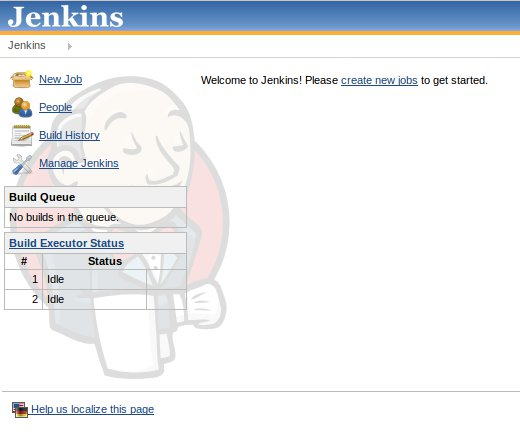 Jenkins
Jenkins
New Job
Welcome to Jenkins! Please create new jobs to get started.
People
Build History
Manage Jenkins
Build Queue
No builds in the queue.
Build Executor Status
# Status
1 Idle
2 Idle
Help us localize this page